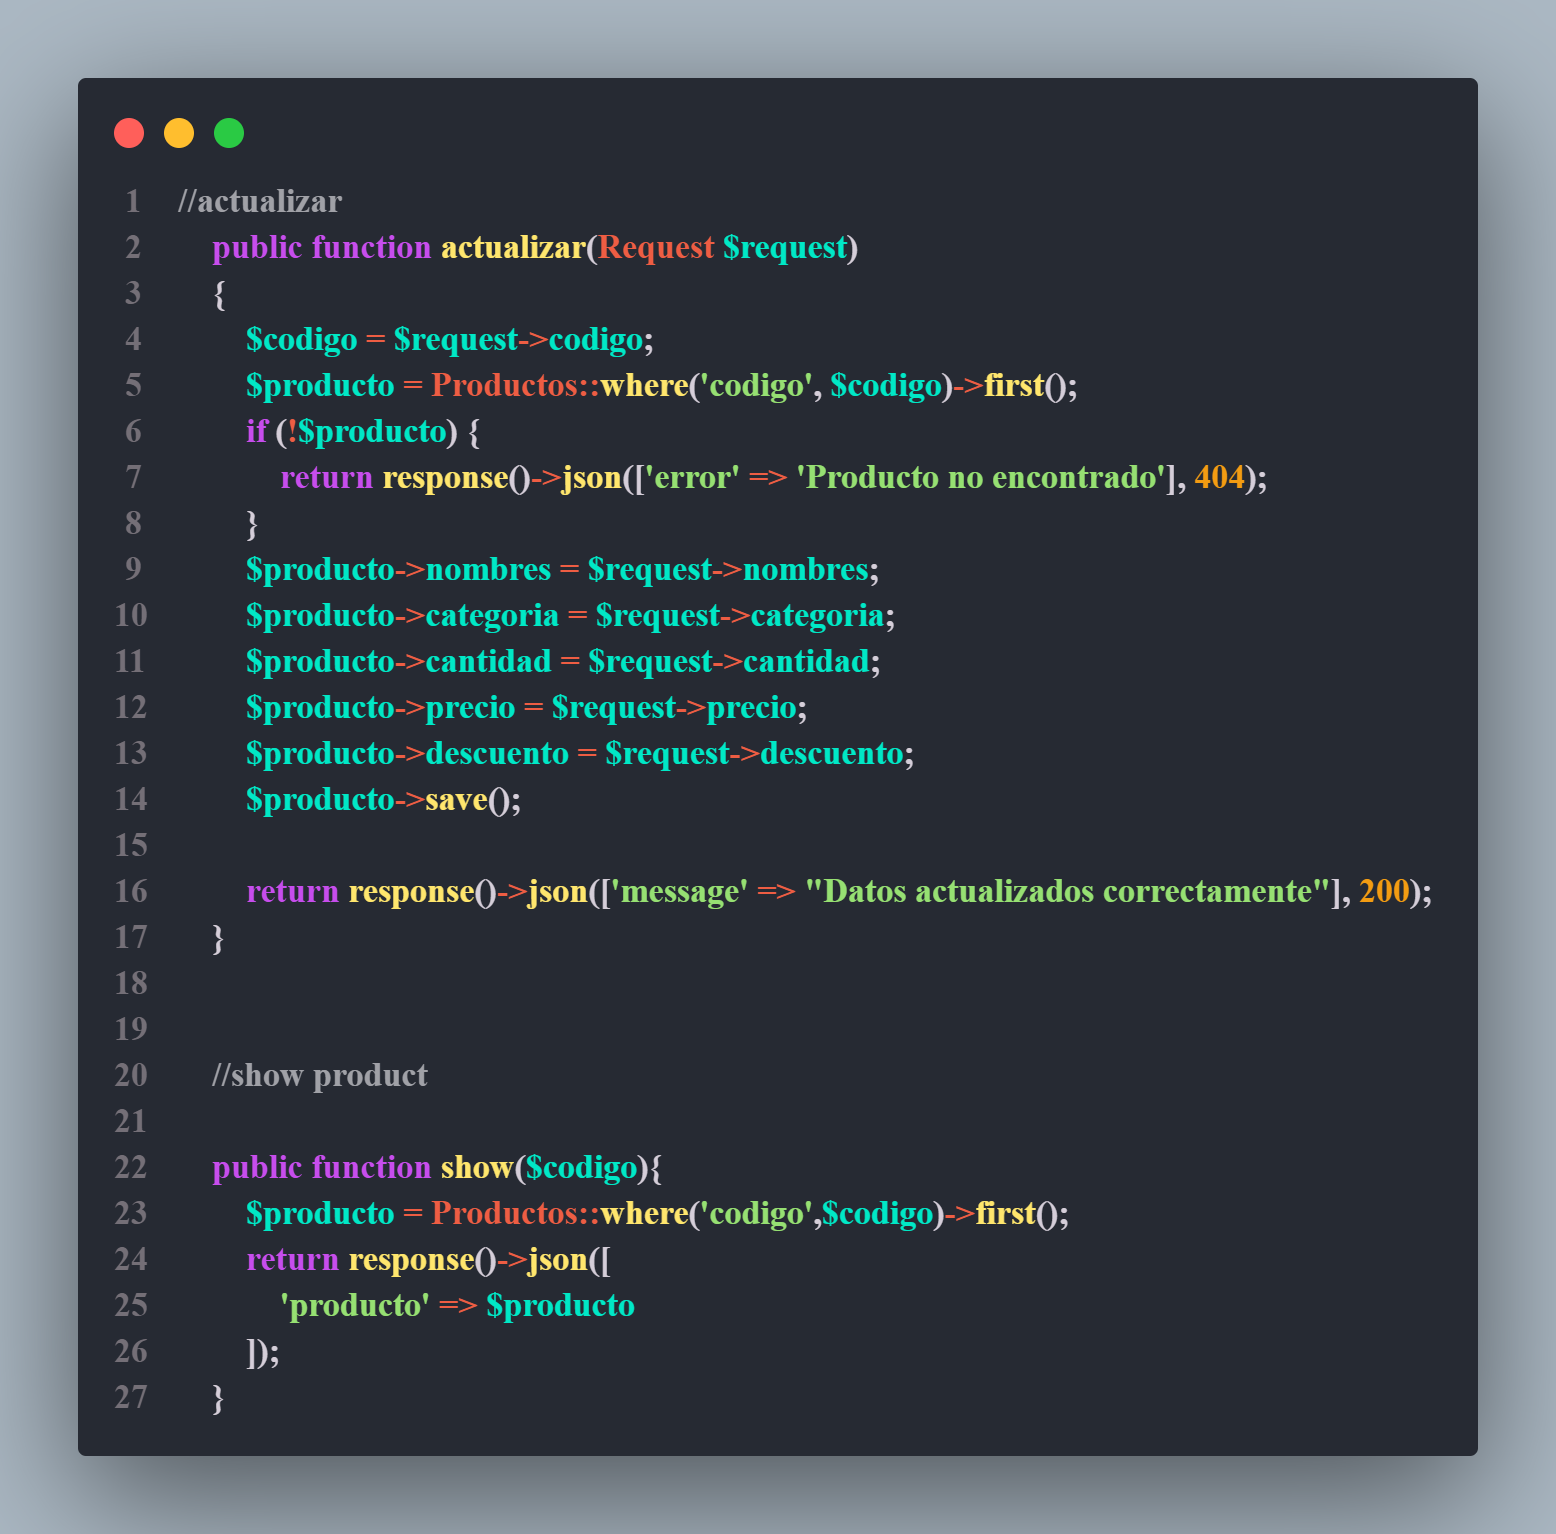 1 //actualizar
2 public function actualizar(Request $request)
3 {
4 $codigo = $request->codigo;
5 $producto = Productos::where('codigo', $codigo)->first();
6 if (!$producto) {
7 return response()->json(['error' => 'Producto no encontrado'], 404);
8 }
9 $producto->nombres = $request->nombres;
10 $producto->categoria = $request->categoria;
11 $producto->cantidad = $request->cantidad;
12 $producto->precio = $request->precio;
13 $producto->descuento = $request->descuento;
14 $producto->save();
15
16 return response()->json(['message' => "Datos actualizados correctamente"], 200);
17 }
18
19
20 //show product
21
22 public function show($codigo){
23 $producto = Productos::where('codigo',$codigo)->first();
24 return response()->json([
25 'producto' => $producto
26 ]);
27 }